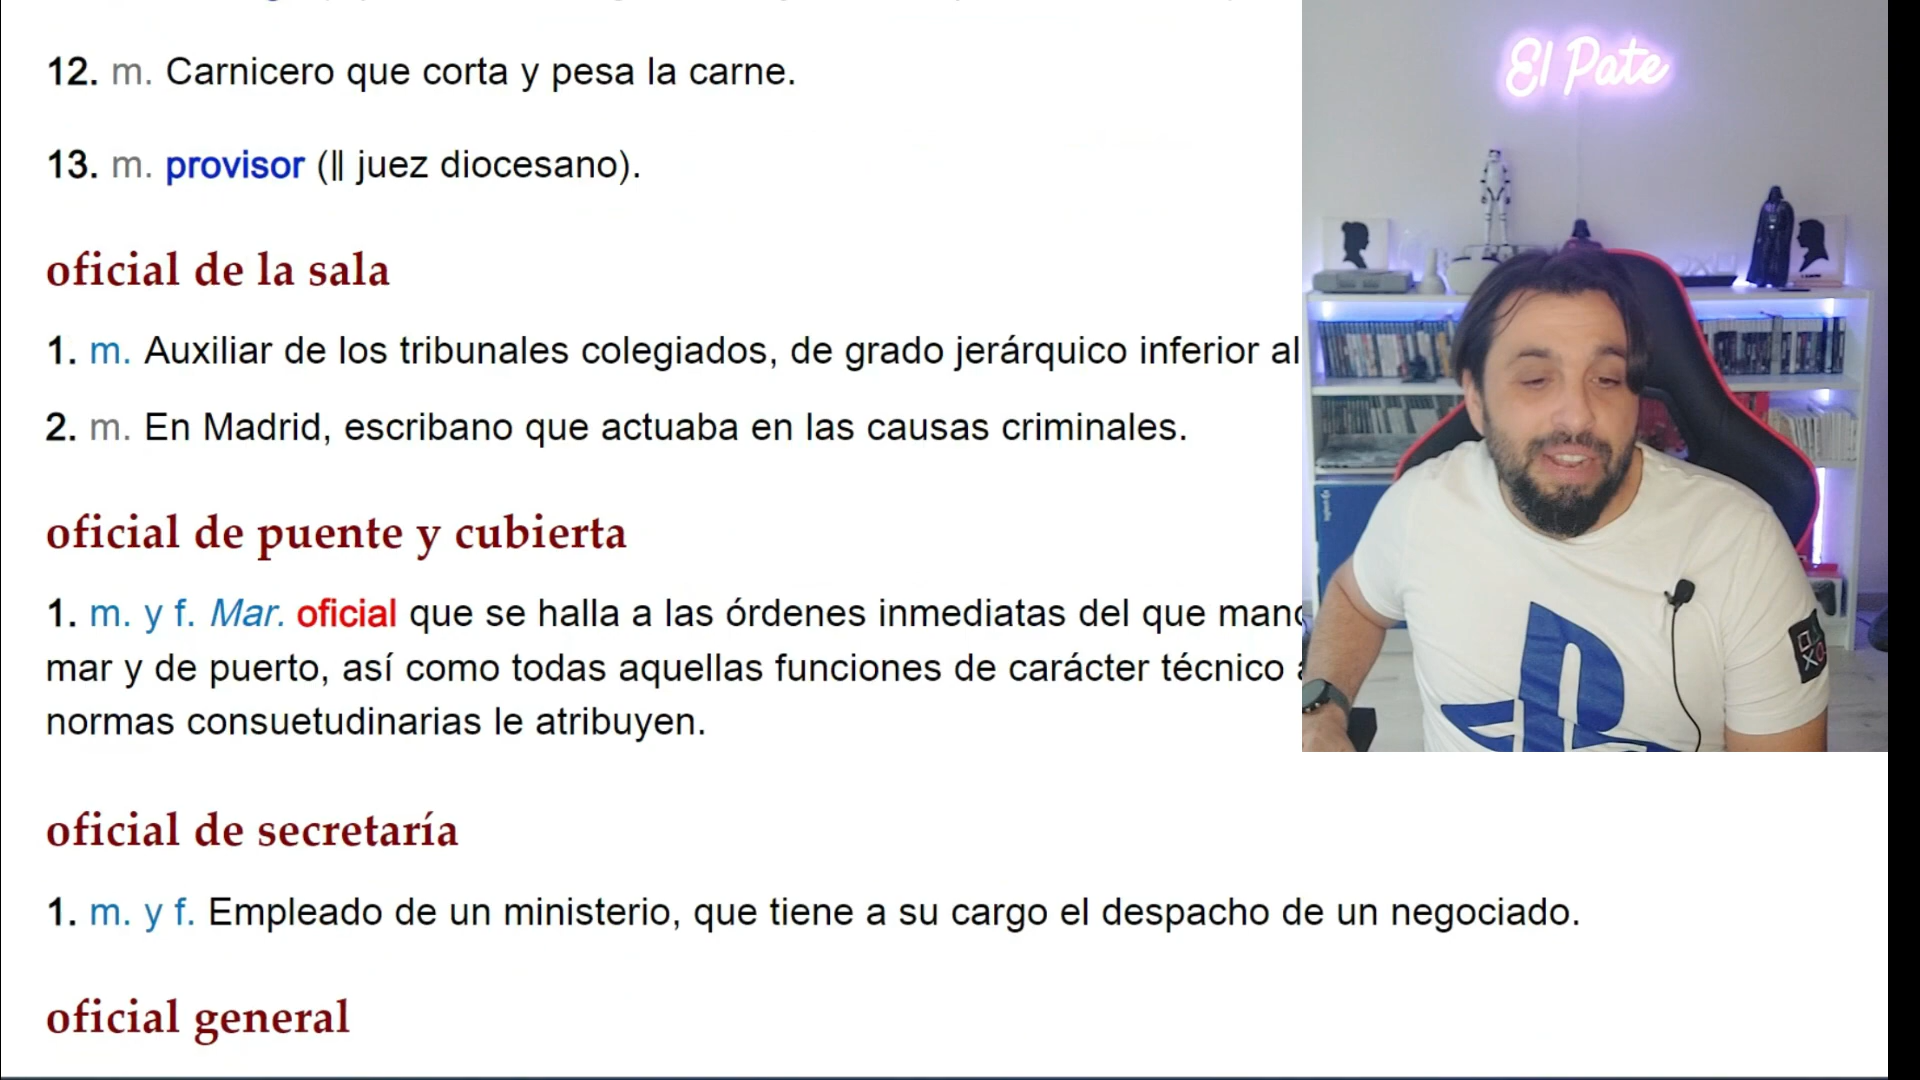 12. m. Carnicero que corta y pesa la carne.
13. m. provisor (‖ juez diocesano).
oficial de la sala
1. m. Auxiliar de los tribunales colegiados, de grado jerárquico inferior al
2. m. En Madrid, escribano que actuaba en las causas criminales.
oficial de puente y cubierta
1. m. y f. Mar. oficial que se halla a las órdenes inmediatas del que
mar y de puerto, así como todas aquellas funciones de carácter técnico
normas consuetudinarias le atribuyen.
oficial de secretaría
1. m. y f. Empleado de un ministerio, que tiene a su cargo el despacho de un negociado.
oficial general
El Pate